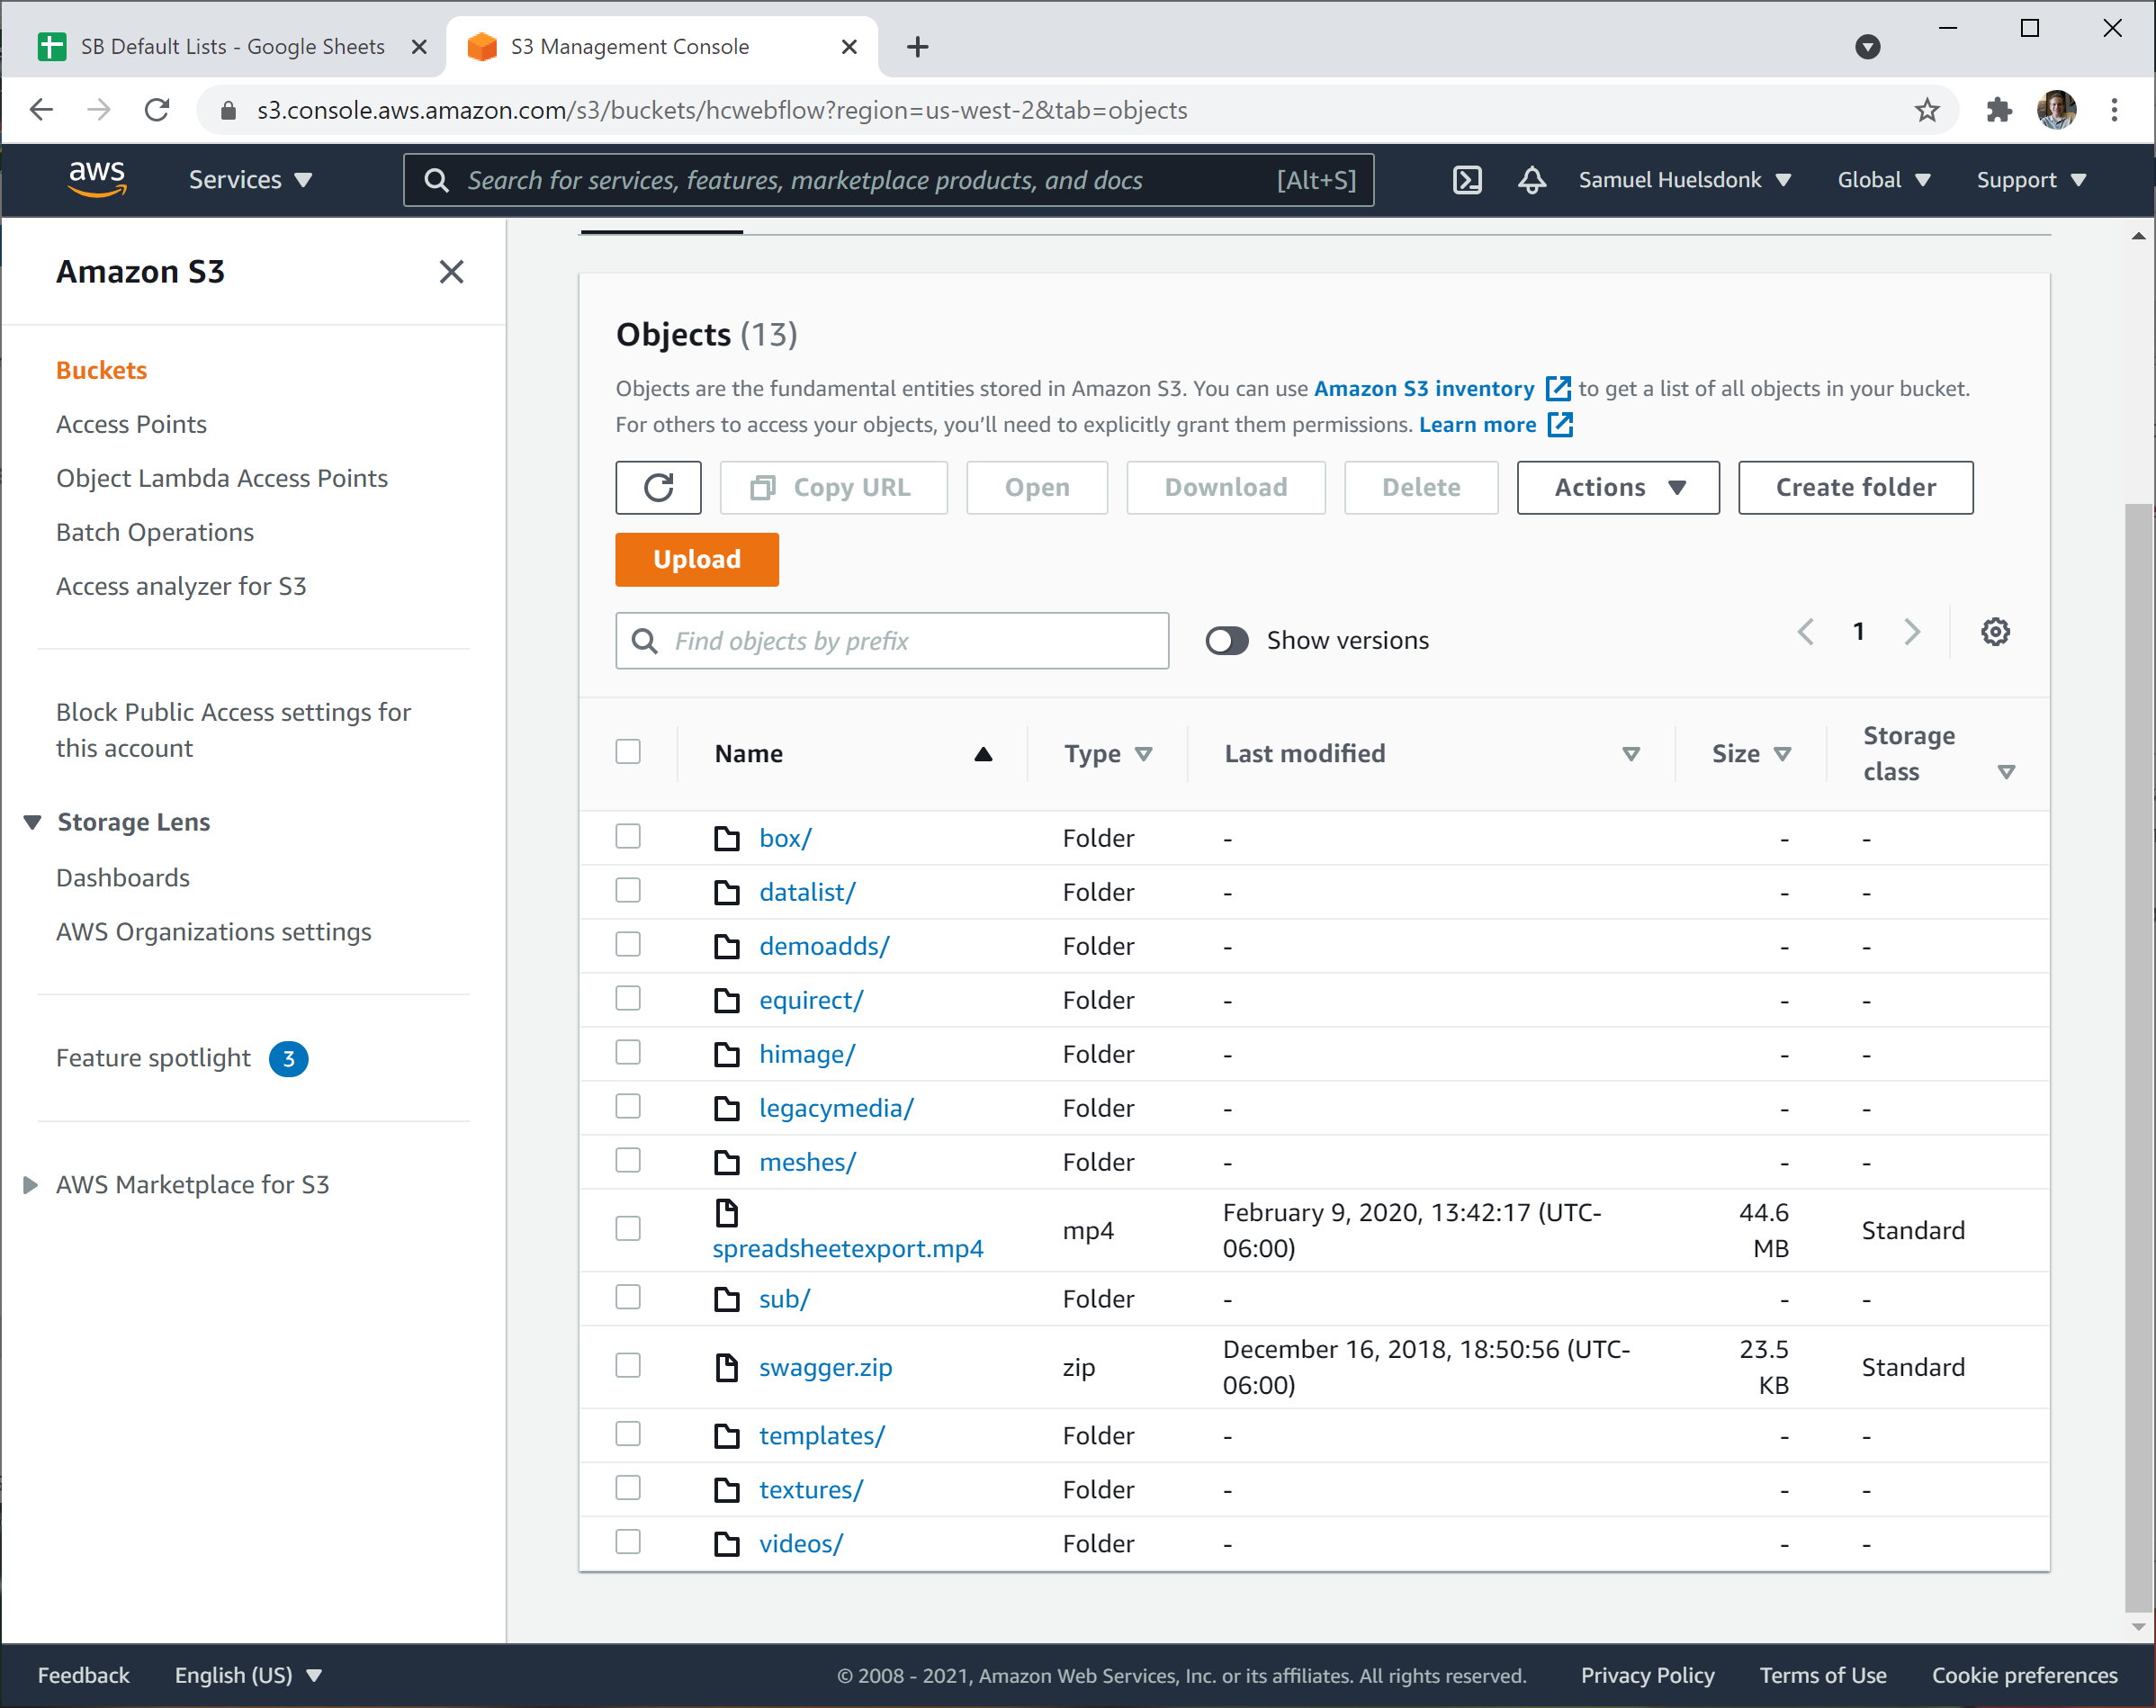 SB Default Lists - Google Sheets
S3 Management Console
s3.console.aws.amazon.com/s3/buckets/hcwebflow?region=us-west-2&tab=objects
aws
Services
Search for services, features, marketplace products, and docs
[Alt+S]
Samuel Huelsdonk
Global
Support
Amazon S3
Buckets
Access Points
Object Lambda Access Points
Batch Operations
Access analyzer for S3
Block Public Access settings for
this account
Storage Lens
Dashboards
AWS Organizations settings
Feature spotlight 3
AWS Marketplace for S3
Objects (13)
Objects are the fundamental entities stored in Amazon S3. You can use Amazon S3 inventory to get a list of all objects in your bucket.
For others to access your objects, you’ll need to explicitly grant them permissions. Learn more
Copy URL
Open
Download
Delete
Actions
Create folder
Upload
Find objects by prefix
Show versions
1
Name Type Last modified Size Storage
class
box/ Folder - - -
datalist/ Folder - - -
demoadds/ Folder - - -
equirect/ Folder - - -
himage/ Folder - - -
legacymedia/ Folder - - -
meshes/ Folder - - -
spreadsheetexport.mp4 mp4 February 9, 2020, 13:42:17 (UTC- 44.6 Standard
06:00) MB
sub/ Folder - - -
swagger.zip zip December 16, 2018, 18:50:56 (UTC- 23.5 Standard
06:00) KB
templates/ Folder - - -
textures/ Folder - - -
videos/ Folder - - -
Feedback
English (US)
© 2008 - 2021, Amazon Web Services, Inc. or its affiliates. All rights reserved.
Privacy Policy
Terms of Use
Cookie preferences